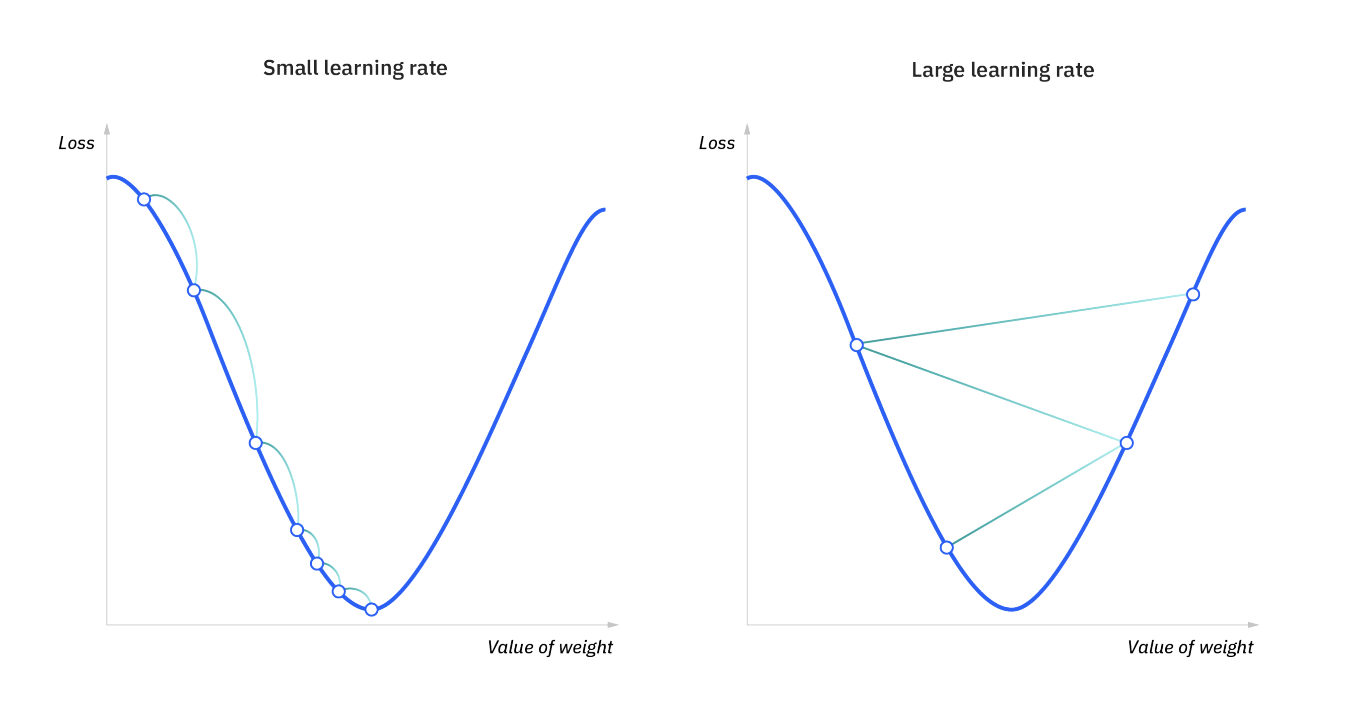 Small learning rate
Loss
Value of weight
Large learning rate
Loss
Value of weight